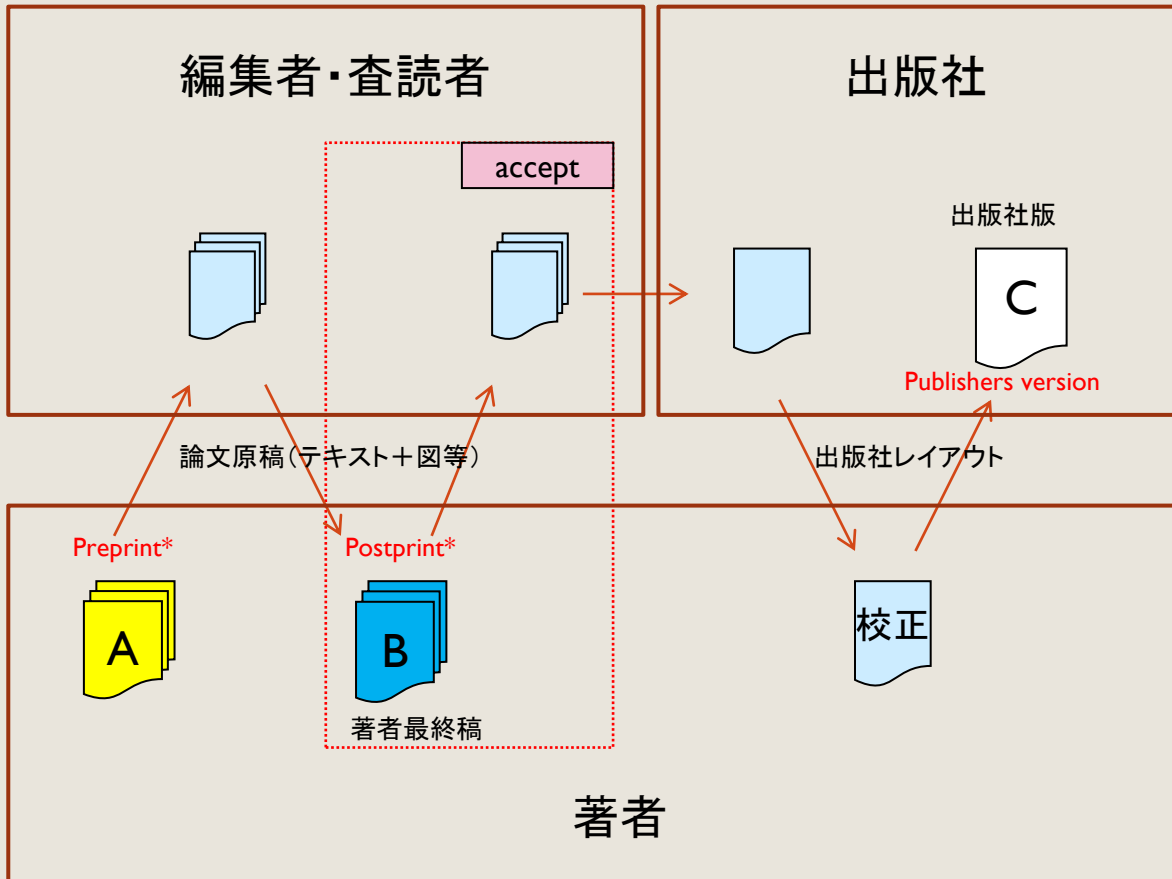 編集者・査読者
出版社
accept
出版社版
C
Publishers version
論文原稿(テキスト+図等)
出版社レイアウト
Preprint*
Postprint*
A
B
校正
著者最終稿
著者